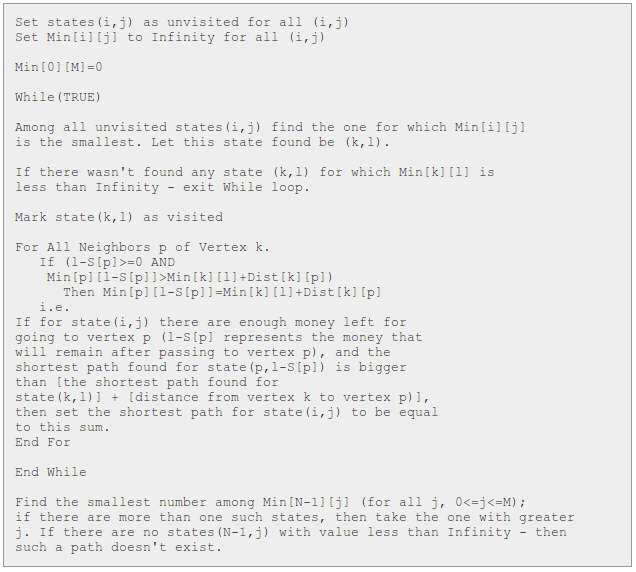 Set states(i,j) as unvisited for all (i,j)
Set Min[i][j] to Infinity for all (i,j)
Min[0][M]=0
While(TRUE)
Among all unvisited states(i,j) find the one for which Min[i][j]
is the smallest. Let this state found be (k,l).
If there wasn't found any state (k,l) for which Min[k][l] is
less than Infinity - exit While loop.
Mark state(k,l) as visited
For All Neighbors p of Vertex k.
If (l-S[p]>=0 AND
Min[p][l-S[p]]>Min[k][l]+Dist[k][p])
Then Min[p][l-S[p]]=Min[k][l]+Dist[k][p]
i.e.
If for state(i,j) there are enough money left for
going to vertex p (l-S[p] represents the money that
will remain after passing to vertex p), and the
shortest path found for state(p,l-S[p]) is bigger
than [the shortest path found for
state(k,l)] + [distance from vertex k to vertex p)],
then set the shortest path for state(i,j) to be equal
to this sum.
End For
End While
Find the smallest number among Min[N-1][j] (for all j, 0<=j<=M);
if there are more than one such states, then take the one with greater
j. If there are no states(N-1,j) with value less than Infinity - then
such a path doesn't exist.